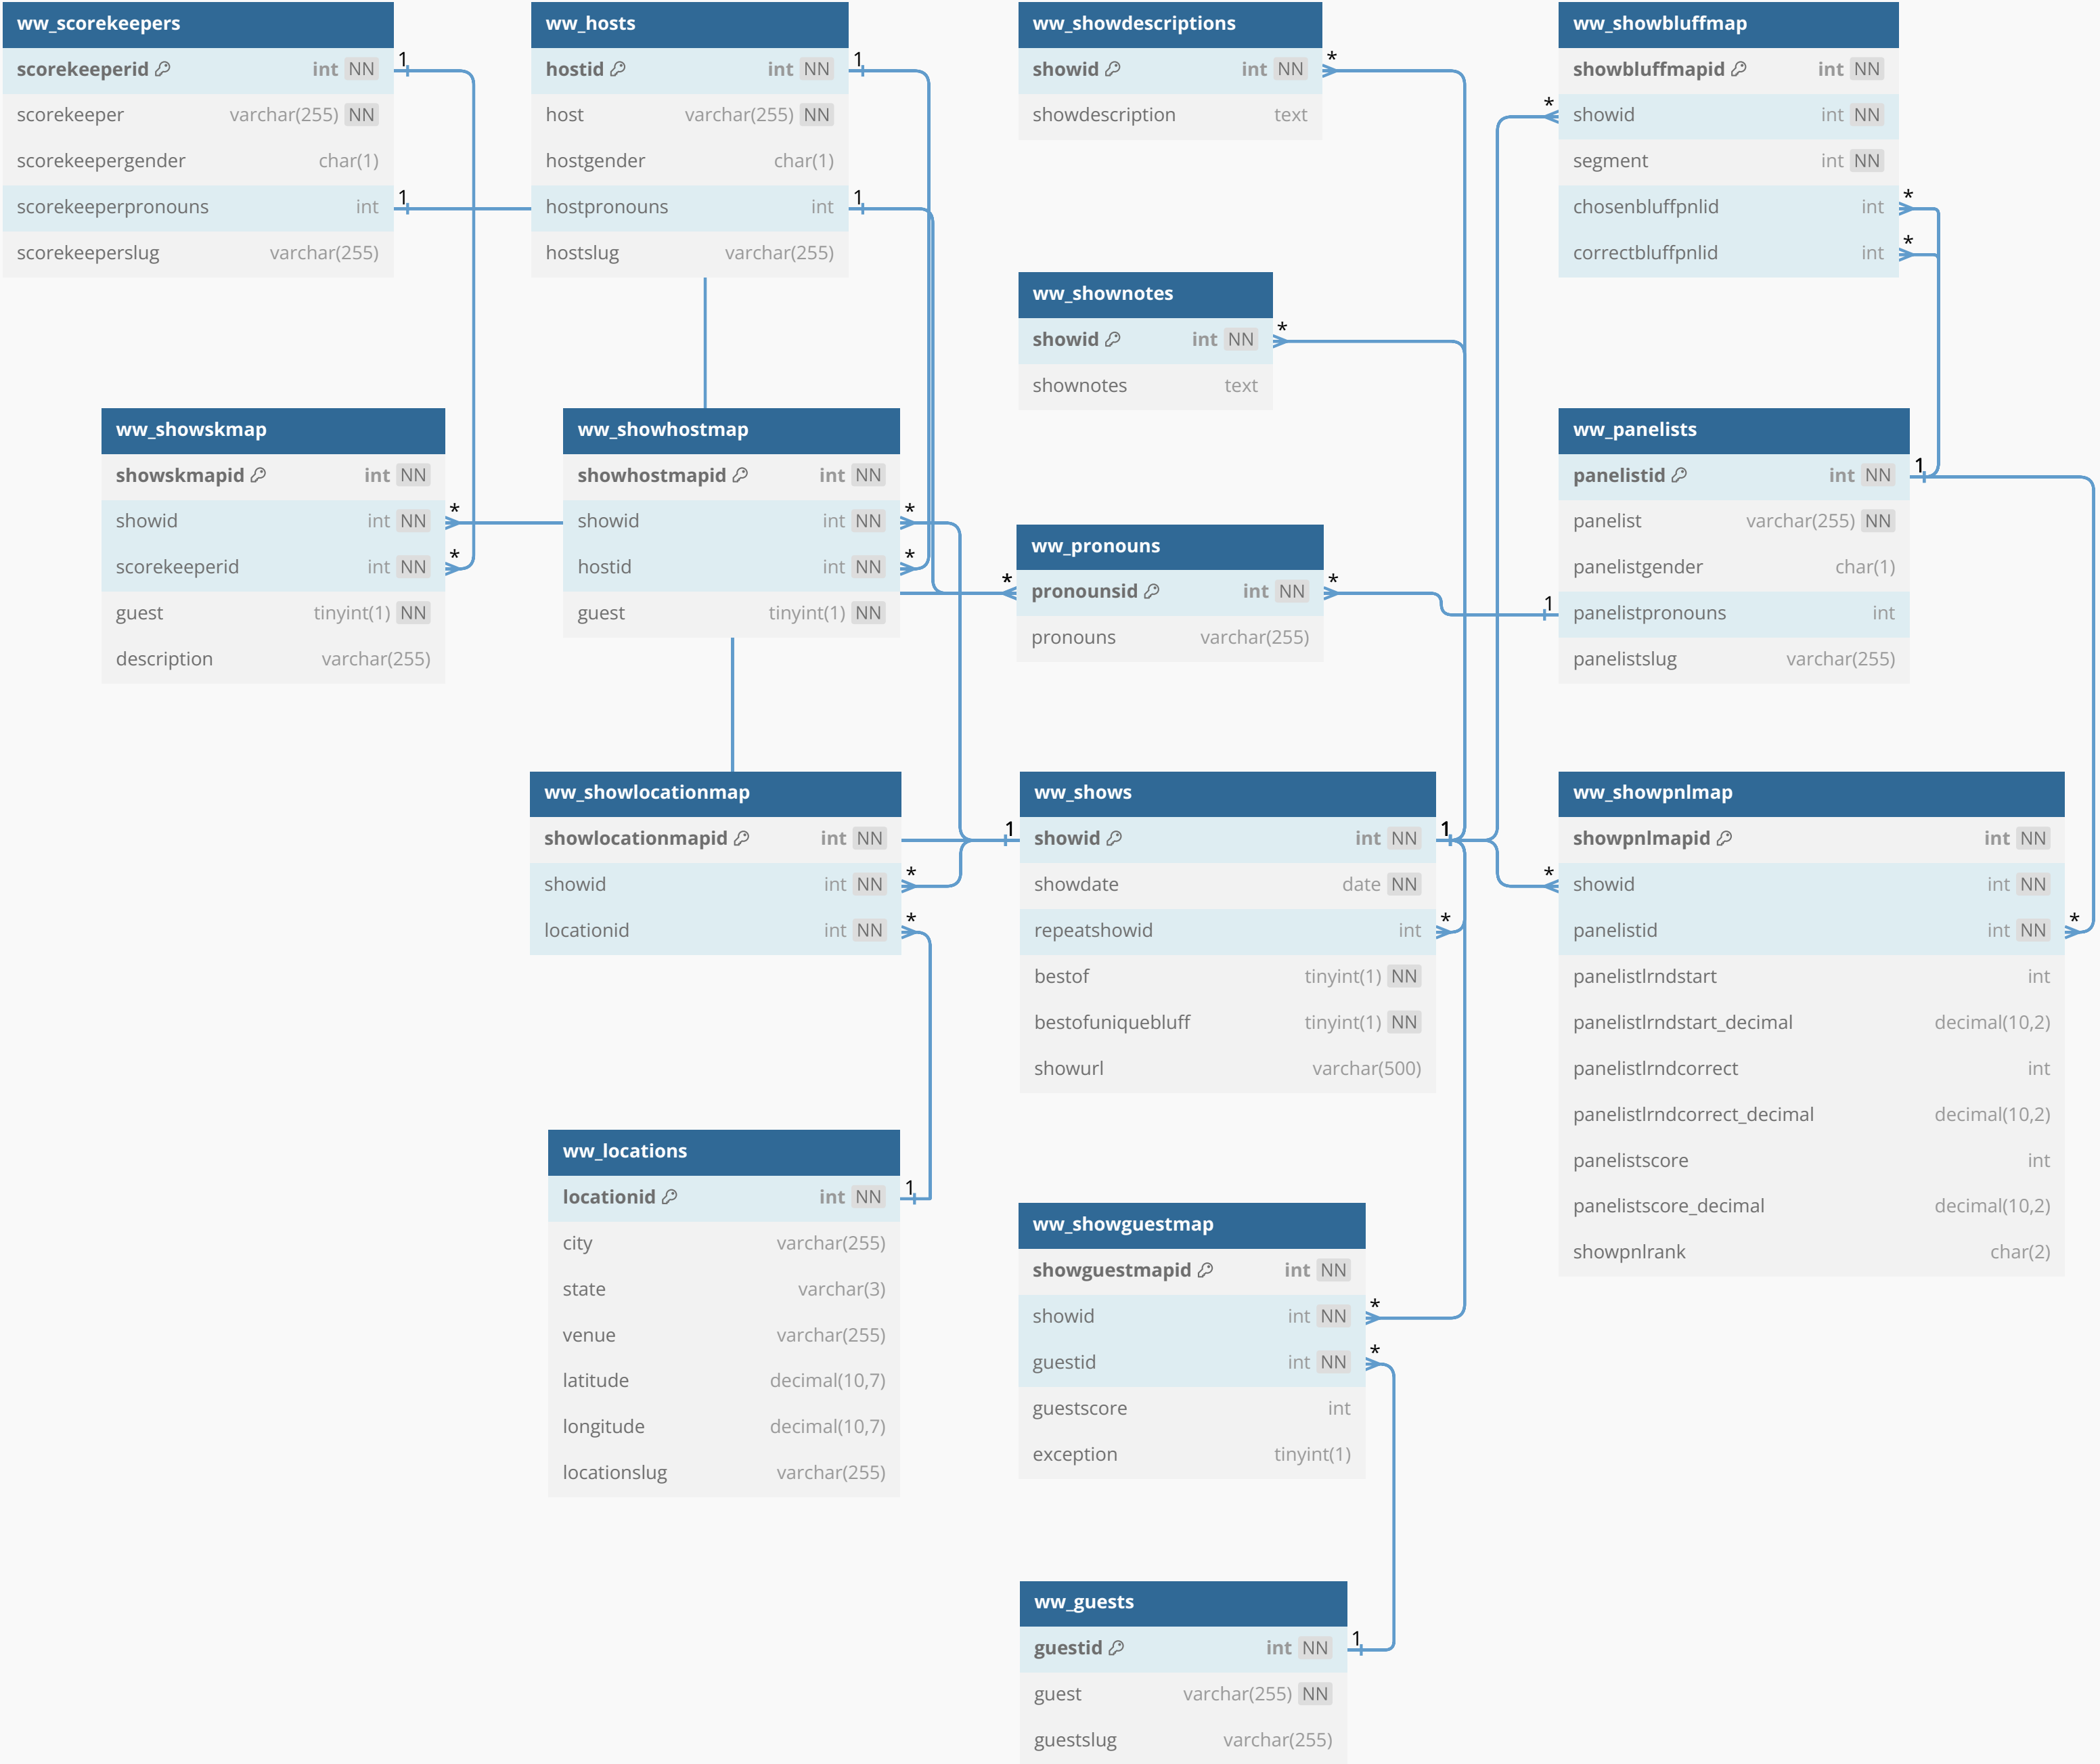 ww_scorekeepers
scorekeeperid int NN
scorekeeper varchar(255) NN
scorekeepergender char(1)
scorekeeperpronouns int
scorekeeperslug varchar(255)
1
1
ww_hosts
hostid int NN
host varchar(255) NN
hostgender char(1)
hostpronouns int
hostslug varchar(255)
1
1
ww_showdescriptions
showid int NN
showdescription text
*
ww_showbluffmap
showbluffmapid int NN
showid int NN
segment int NN
chosenbluffpnlid int
correctbluffpnlid int
*
*
*
ww_shownotes
showid int NN
shownotes text
*
ww_showskmap
showskmapid int NN
showid int NN
scorekeeperid int NN
guest tinyint(1) NN
description varchar(255)
*
*
ww_showhostmap
showhostmapid int NN
showid int NN
hostid int NN
guest tinyint(1) NN
*
*
ww_pronouns
pronounsid int NN
pronouns varchar(255)
*
*
ww_panelists
panelistid int NN
panelist varchar(255) NN
panelistgender char(1)
panelistpronouns int
panelistslug varchar(255)
1
1
ww_showlocationmap
showlocationmapid int NN
showid int NN
locationid int NN
*
*
ww_shows
showid int NN
showdate date NN
repeatshowid int
bestof tinyint(1) NN
bestofuniquebluff tinyint(1) NN
showurl varchar(500)
1
1
*
ww_showpnlmap
showpnlmapid int NN
showid int NN
panelistid int NN
panelistlrndstart int
panelistlrndstart_decimal decimal(10,2)
panelistlrndcorrect int
panelistlrndcorrect_decimal decimal(10,2)
panelistscore int
panelistscore_decimal decimal(10,2)
showpnlrank char(2)
*
*
ww_locations
locationid int NN
city varchar(255)
state varchar(3)
venue varchar(255)
latitude decimal(10,7)
longitude decimal(10,7)
locationslug varchar(255)
1
ww_showguestmap
showguestmapid int NN
showid int NN
guestid int NN
guestscore int
exception tinyint(1)
*
*
ww_guests
guestid int NN
guest varchar(255) NN
guestslug varchar(255)
1